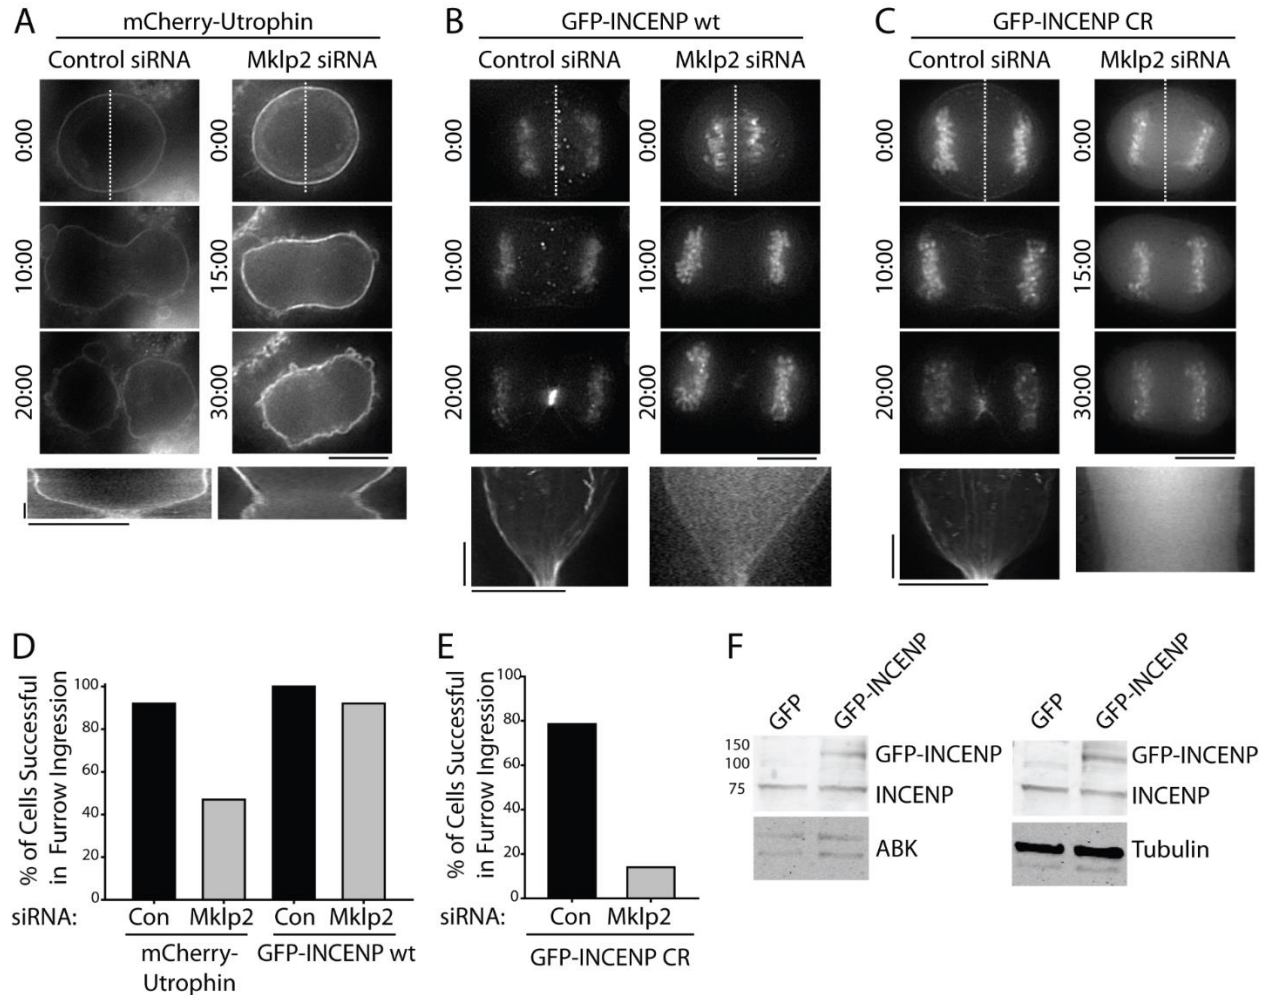 A
mCherry-Utrophin
Control siRNA
Mklp2 siRNA
0:00
0:00
10:00
15:00
20:00
30:00
B
GFP-INCENP wt
Control siRNA
Mklp2 siRNA
0:00
0:00
10:00
10:00
20:00
20:00
C
GFP-INCENP CR
Control siRNA
Mklp2 siRNA
0:00
0:00
10:00
15:00
20:00
30:00
D
% of Cells Successful
in Furrow Ingression
100
80
60
40
20
0
siRNA:
Con
Mklp2
Con
Mklp2
mCherry-
Utrophin
GFP-INCENP wt
E
% of Cells Successful
in Furrow Ingression
100
80
60
40
20
0
siRNA:
Con
Mklp2
GFP-INCENP CR
F
GFP
GFP-INCENP
150
100
75
GFP-INCENP
INCENP
ABK
GFP
GFP-INCENP
GFP-INCENP
INCENP
Tubulin